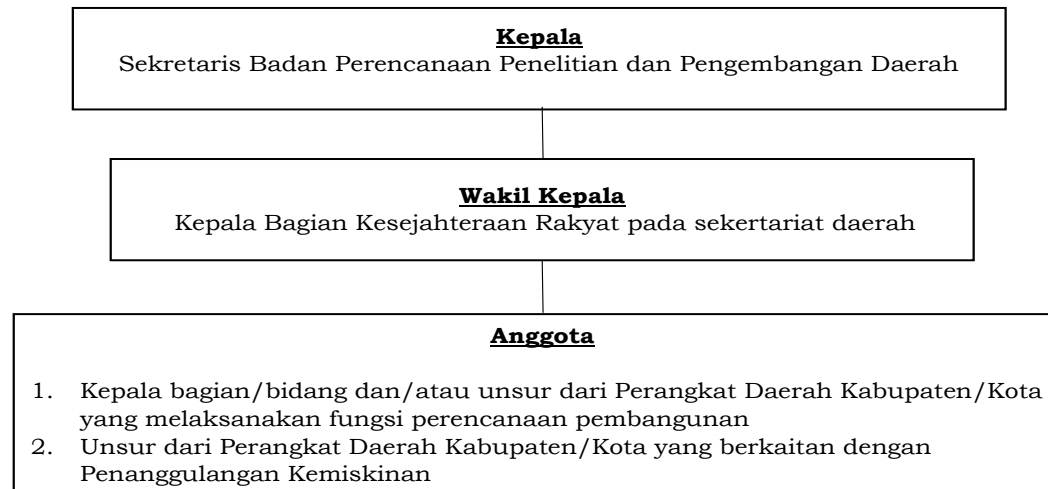 Kepala
Sekretaris Badan Perencanaan Penelitian dan Pengembangan Daerah
Wakil Kepala
Kepala Bagian Kesejahteraan Rakyat pada sekertariat daerah
Anggota
1. Kepala bagian/bidang dan/atau unsur dari Perangkat Daerah Kabupaten/Kota
yang melaksanakan fungsi perencanaan pembangunan
2. Unsur dari Perangkat Daerah Kabupaten/Kota yang berkaitan dengan
Penanggulangan Kemiskinan